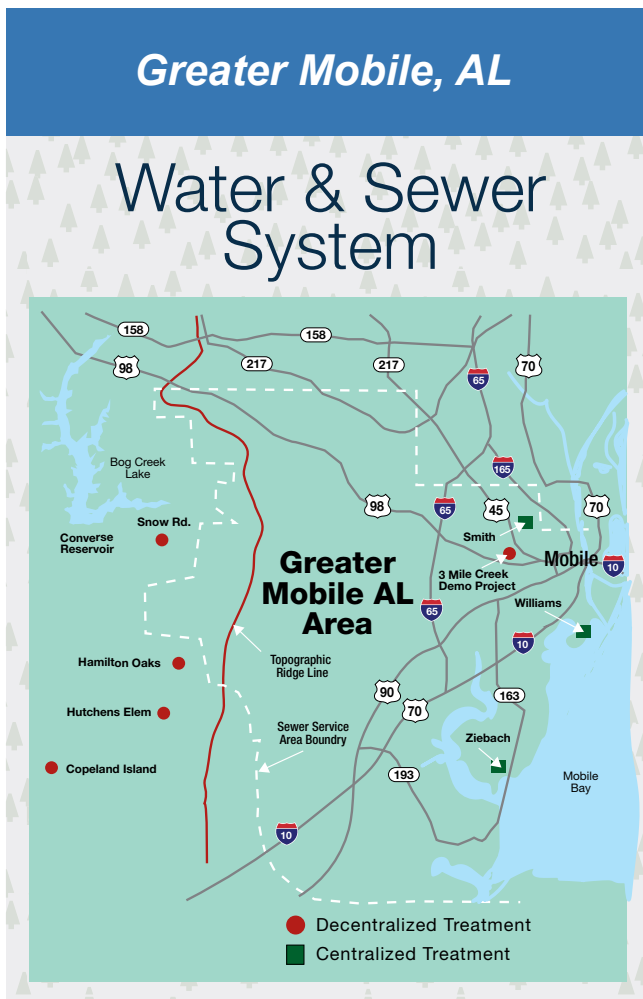 Greater Mobile, AL
Water & Sewer
System
158
158
98
217
217
70
65
Bog Creek
Lake
165
98
65
45
70
Snow Rd.
Converse
Reservoir
Smith
Mobile
10
3 Mile Creek
Demo Project
Greater
Mobile AL
Area
65
Williams
10
Topographic
Ridge Line
Hamilton Oaks
90
70
163
Hutchens Elem
Sewer Service
Area Boundry
Ziebach
Copeland Island
193
Mobile
Bay
10
Decentralized Treatment
Centralized Treatment